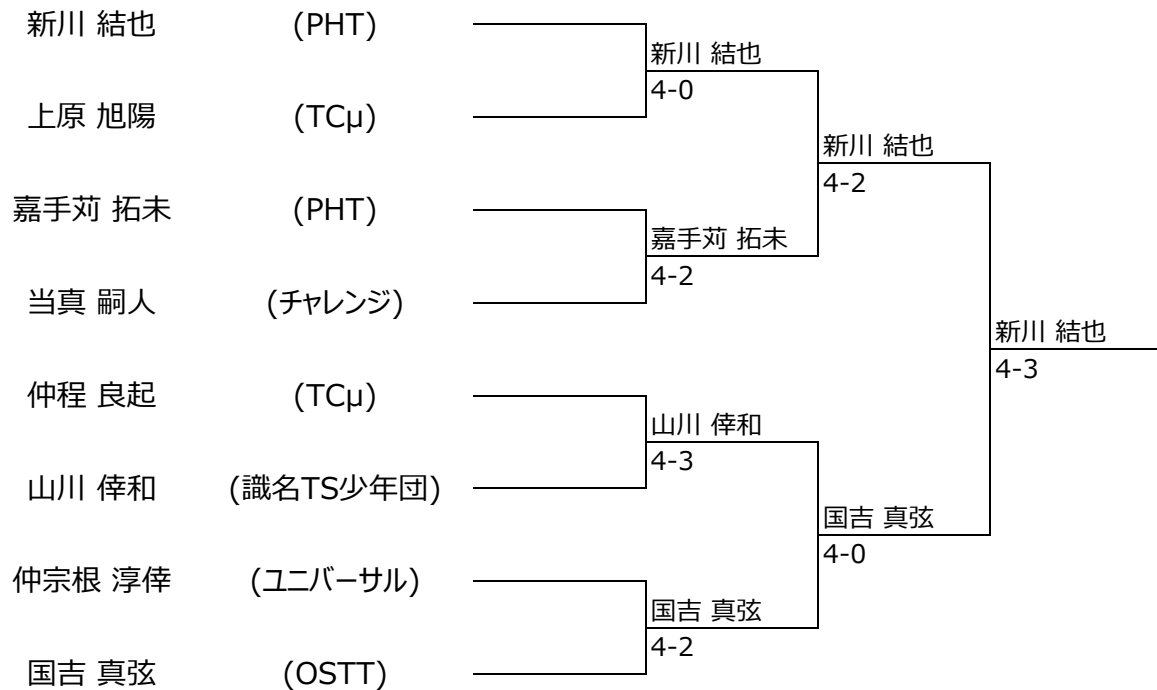 新川 結也 (PHT)
上原 旭陽 (TCμ)
嘉手苅 拓未 (PHT)
当真 嗣人 (チャレンジ)
仲程 良起 (TCμ)
山川 倖和 (識名TS少年団)
仲宗根 淳倖 (ユニバーサル)
国吉 真弦 (OSTT)
新川 結也
4-0
嘉手苅 拓未
4-2
山川 倖和
4-3
国吉 真弦
4-2
新川 結也
4-2
国吉 真弦
4-0
新川 結也
4-3